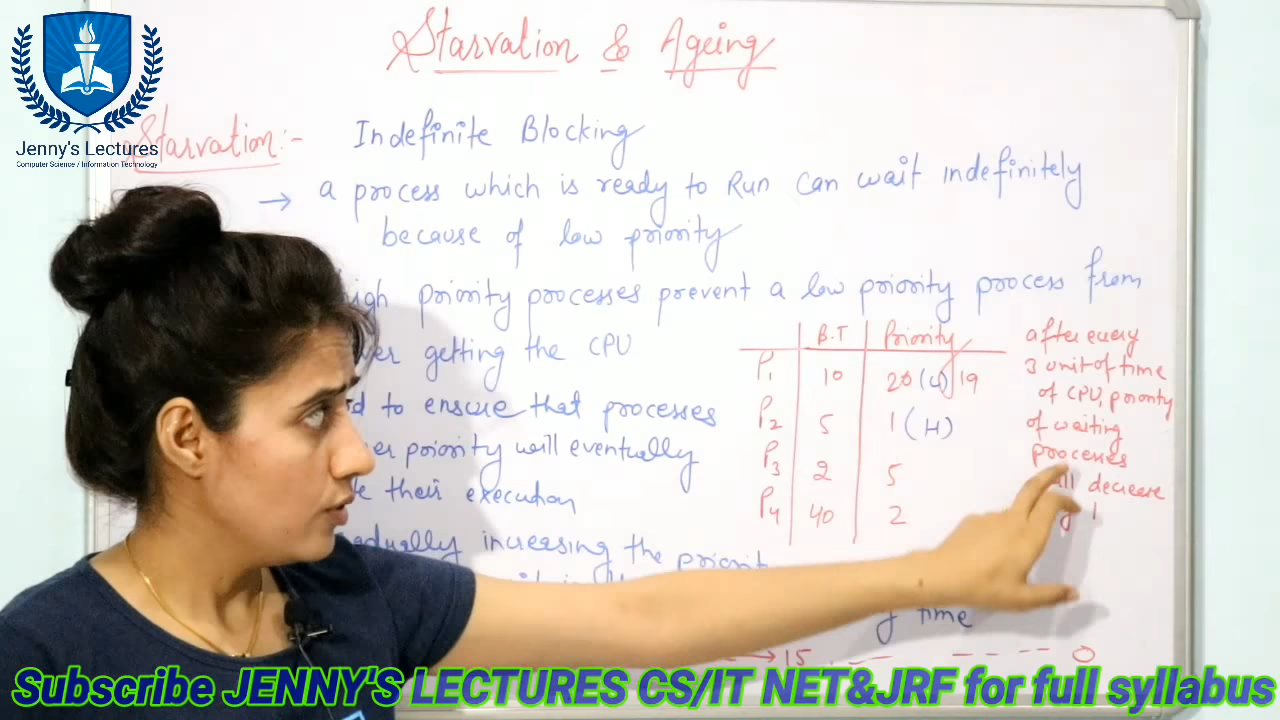 Starvation & Ageing
Jenny's Lectures
Computer Science / Information Technology
Starvation :-
Indefinite Blocking
→ a process which is ready to Run can wait indefinitely
because of low priority
high priority processes prevent a low priority process from
getting the CPU
to ensure that processes
priority will eventually
their execution
increasing the
time
B.T Priority
P1 10 20 (L) 19
P2 5 1 (H)
P3 2 5
P4 40 2
after every
3 unit of time
of CPU, priority
of waiting
processes
decrease
1
→ 15 0
Subscribe JENNY'S LECTURES CS/IT NET&JRF for full syllabus